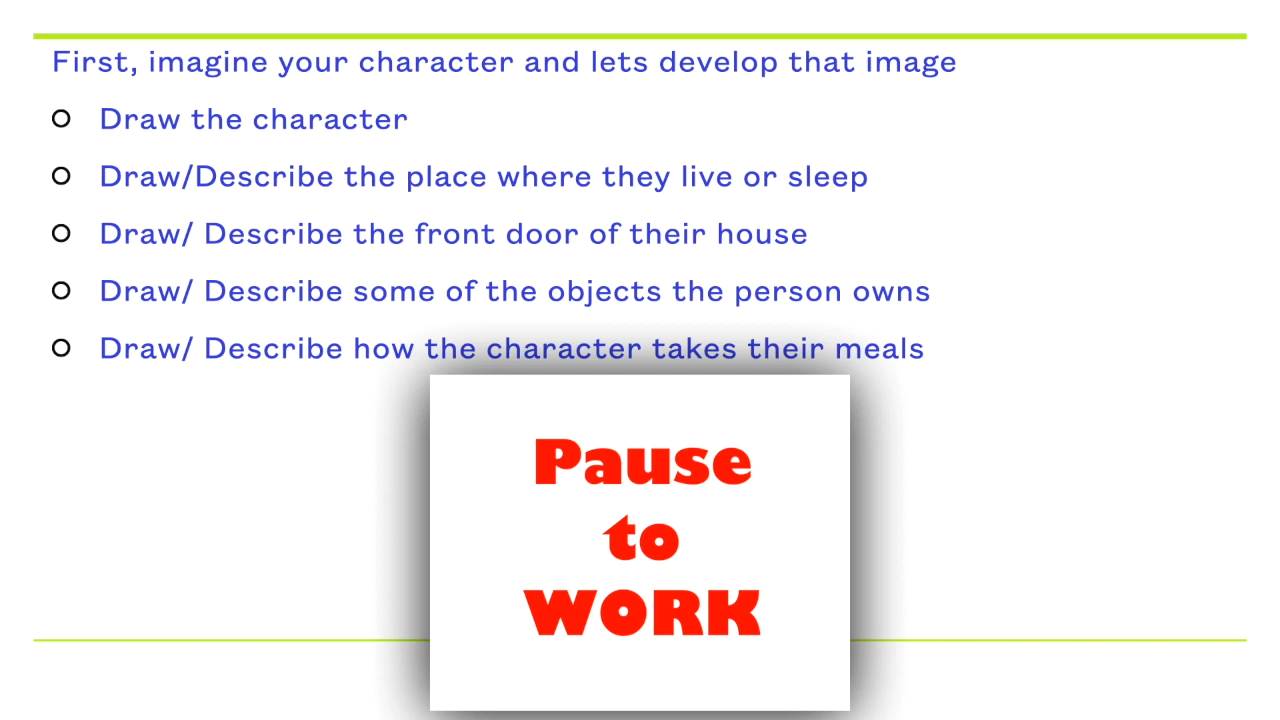 First, imagine your character and lets develop that image
Draw the character
Draw/Describe the place where they live or sleep
Draw/ Describe the front door of their house
Draw/ Describe some of the objects the person owns
Draw/ Describe how the character takes their meals
Pause
to
WORK